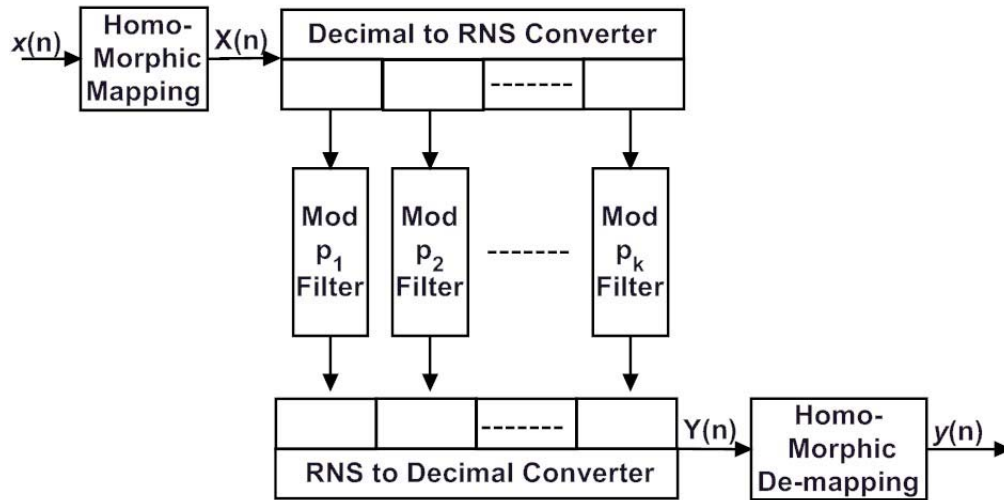 x(n)
Homo-
Morphic
Mapping
X(n)
Decimal to RNS Converter
--------
Mod
p1
Filter
Mod
p2
Filter
-------
Mod
pk
Filter
--------
RNS to Decimal Converter
Y(n)
Homo-
Morphic
De-mapping
y(n)